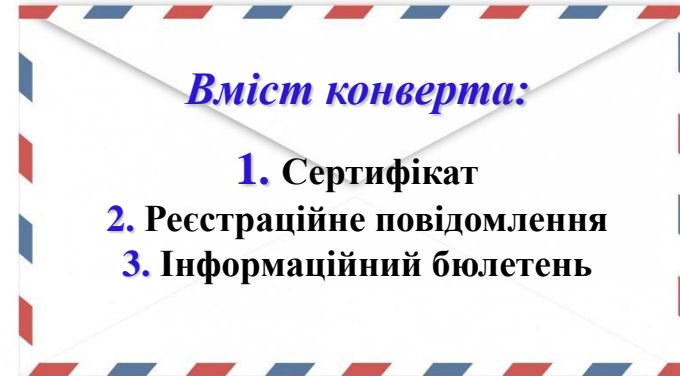 Вміст конверта:
1. Сертифікат
2. Реєстраційне повідомлення
3. Інформаційний бюлетень